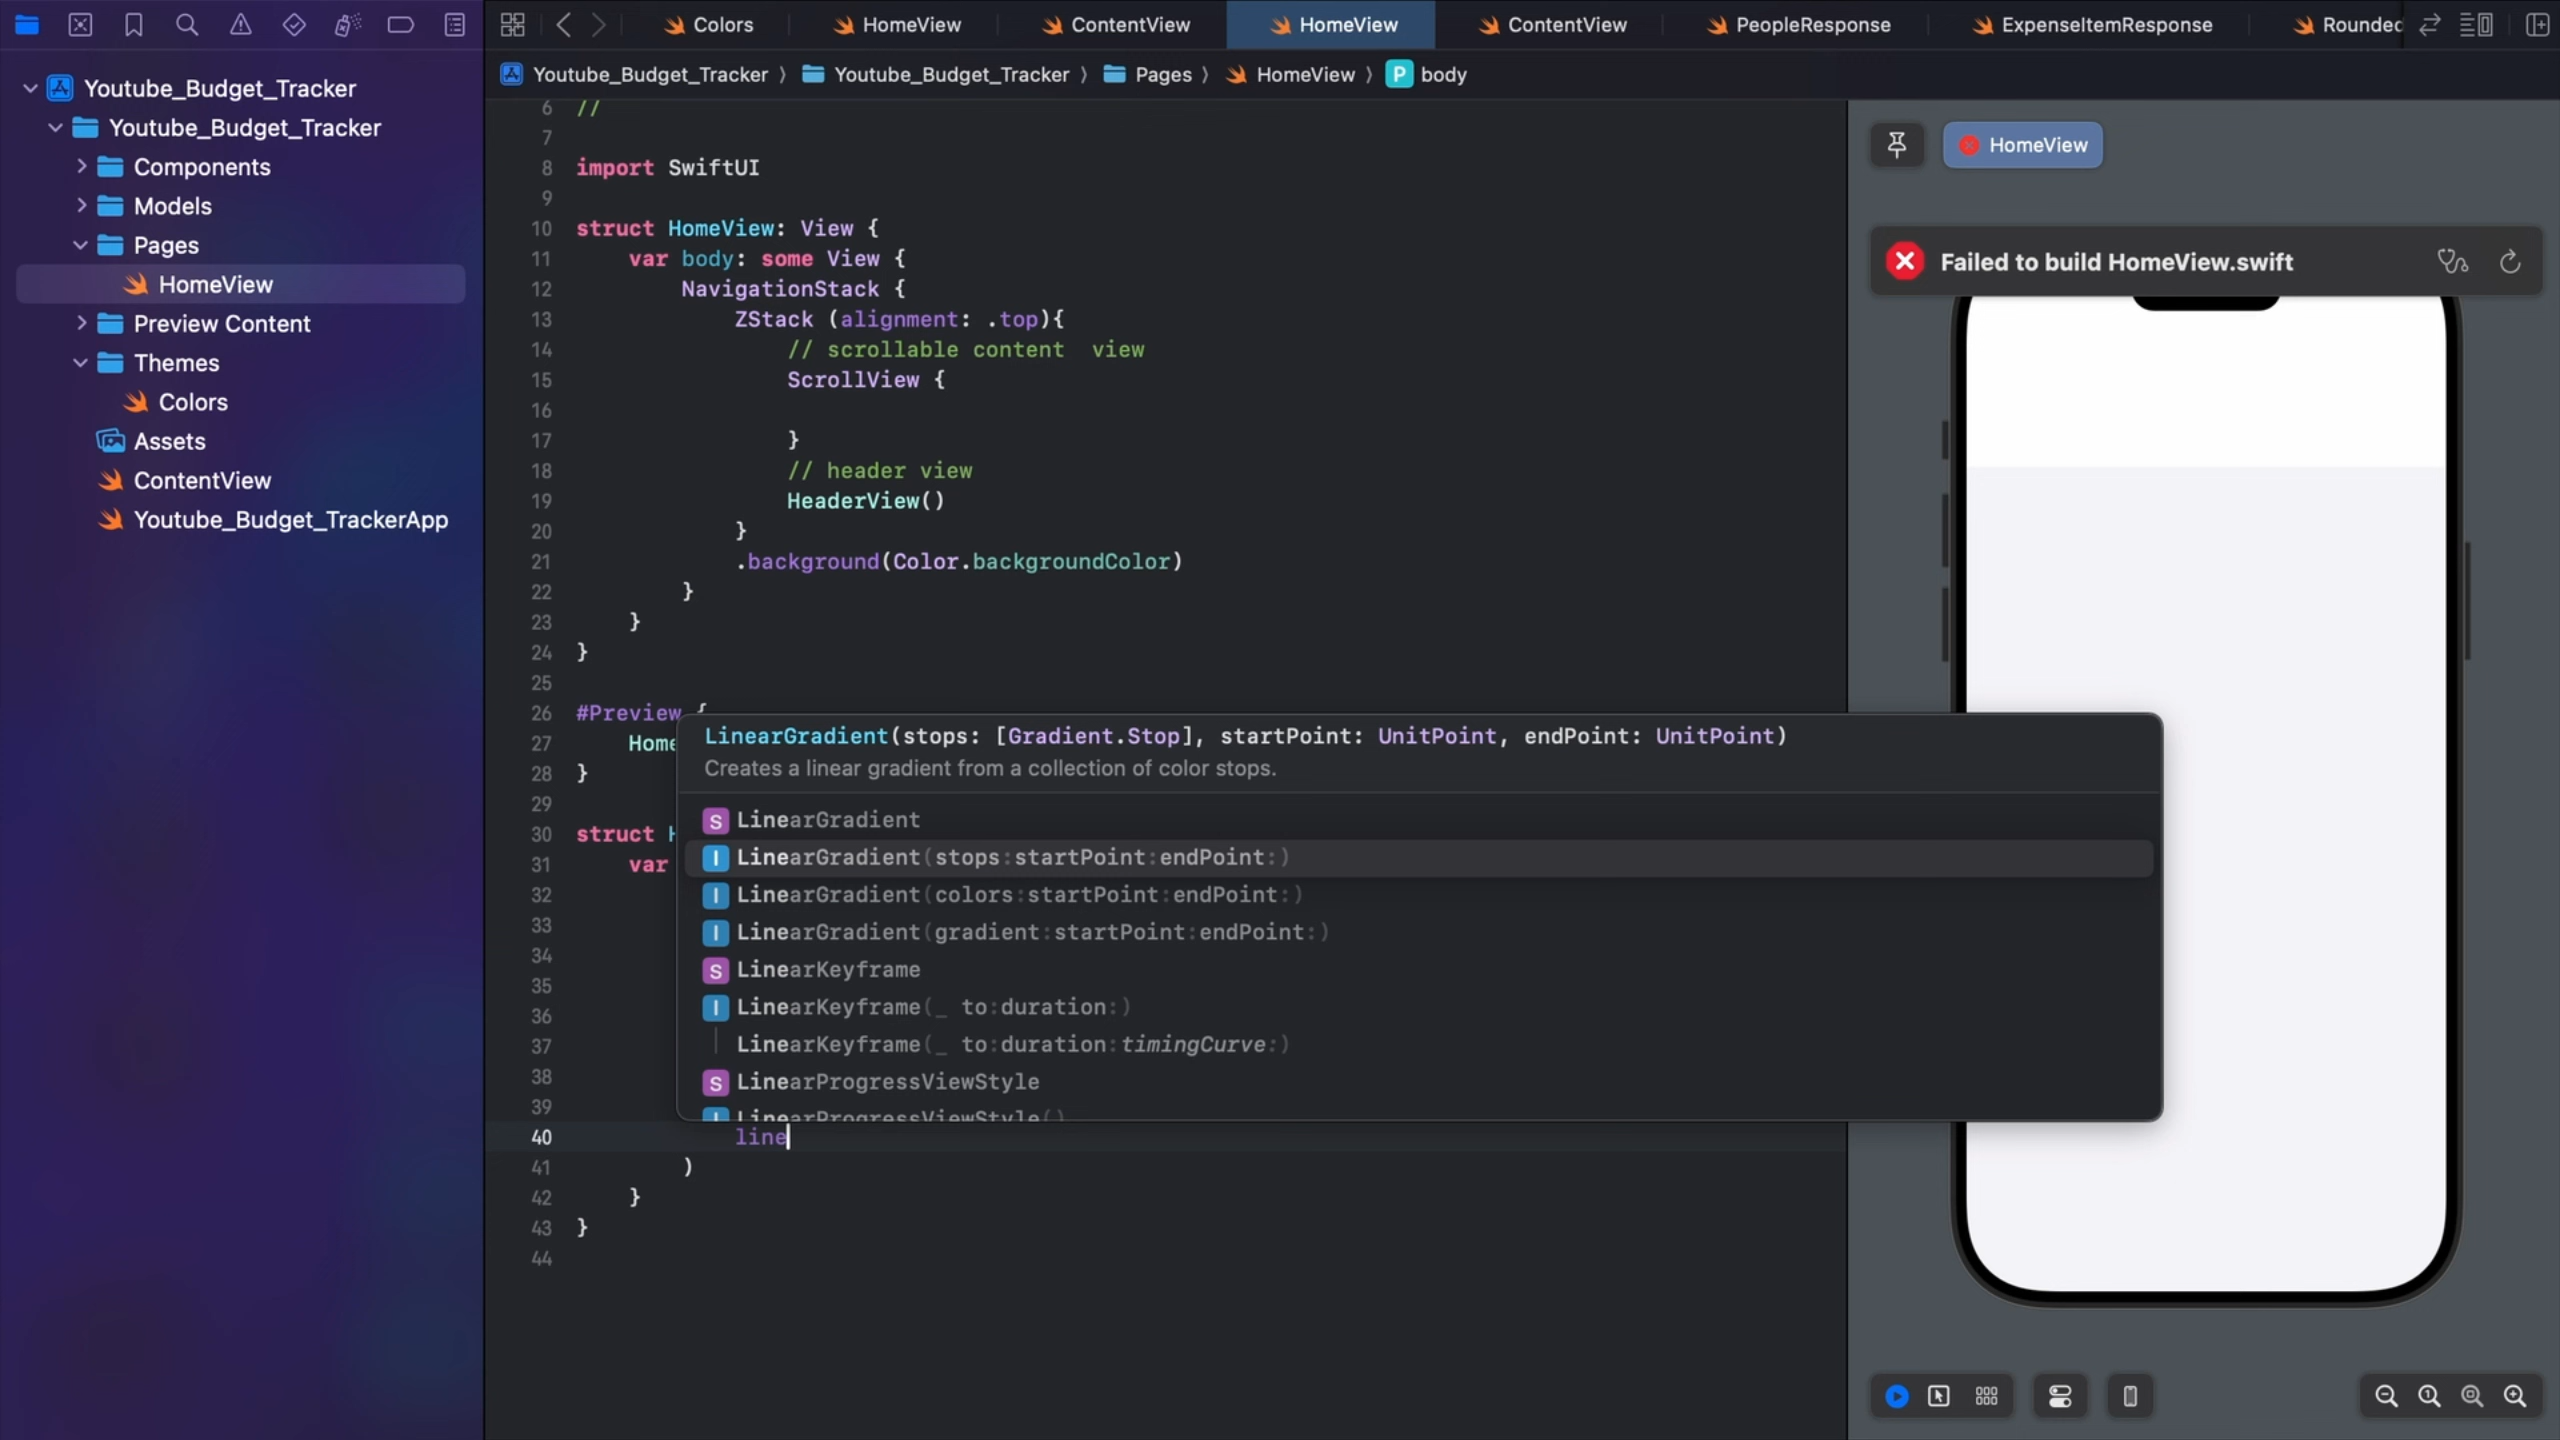 Youtube_Budget_Tracker
Youtube_Budget_Tracker
Components
Models
Pages
HomeView
Preview Content
Themes
Colors
Assets
ContentView
Youtube_Budget_TrackerApp
Colors HomeView ContentView HomeView ContentView PeopleResponse ExpenseItemResponse Rounded
Youtube_Budget_Tracker 〉 Youtube_Budget_Tracker 〉 Pages 〉 HomeView 〉 P body
6 //
7
8 import SwiftUI
9
10 struct HomeView: View {
11 var body: some View {
12 NavigationStack {
13 ZStack (alignment: .top){
14 // scrollable content  view
15 ScrollView {
16
17 }
18 // header view
19 HeaderView()
20 }
21 .background(Color.backgroundColor)
22 }
23 }
24 }
25
26 #Preview {
27 Home
28 }
29
30 struct H
31 var
32
33
34
35
36
37
38
39
40 line
41 )
42 }
43 }
44
LinearGradient(stops: [Gradient.Stop], startPoint: UnitPoint, endPoint: UnitPoint)
Creates a linear gradient from a collection of color stops.
S LinearGradient
I LinearGradient(stops:startPoint:endPoint:)
I LinearGradient(colors:startPoint:endPoint:)
I LinearGradient(gradient:startPoint:endPoint:)
S LinearKeyframe
I LinearKeyframe(_ to:duration:)
LinearKeyframe(_ to:duration:timingCurve:)
S LinearProgressViewStyle
I LinearProgressViewStyle()
HomeView
Failed to build HomeView.swift